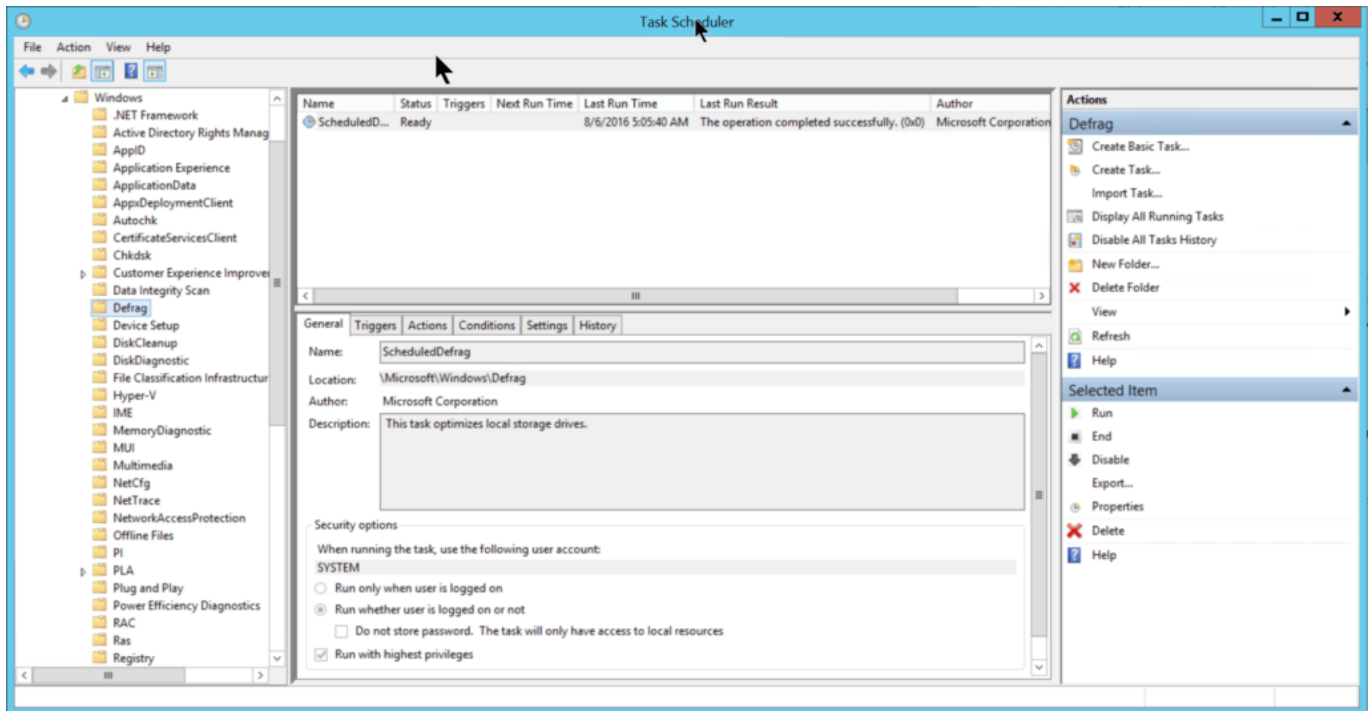 Task Scheduler
File Action View Help
Windows
.NET Framework
Active Directory Rights Manag
AppID
Application Experience
ApplicationData
AppxDeploymentClient
Autochk
CertificateServicesClient
Chkdsk
Customer Experience Improve
Data Integrity Scan
Defrag
Device Setup
DiskCleanup
DiskDiagnostic
File Classification Infrastructur
Hyper-V
IME
MemoryDiagnostic
MUI
Multimedia
NetCfg
NetTrace
NetworkAccessProtection
Offline Files
PI
PLA
Plug and Play
Power Efficiency Diagnostics
RAC
Ras
Registry
Name Status Triggers Next Run Time Last Run Time Last Run Result Author
ScheduledD... Ready 8/6/2016 5:05:40 AM The operation completed successfully. (0x0) Microsoft Corporation
General Triggers Actions Conditions Settings History
Name: ScheduledDefrag
Location: \Microsoft\Windows\Defrag
Author: Microsoft Corporation
Description: This task optimizes local storage drives.
Security options
When running the task, use the following user account:
SYSTEM
Run only when user is logged on
Run whether user is logged on or not
Do not store password. The task will only have access to local resources
Run with highest privileges
Actions
Defrag
Create Basic Task...
Create Task...
Import Task...
Display All Running Tasks
Disable All Tasks History
New Folder...
Delete Folder
View
Refresh
Help
Selected Item
Run
End
Disable
Export...
Properties
Delete
Help